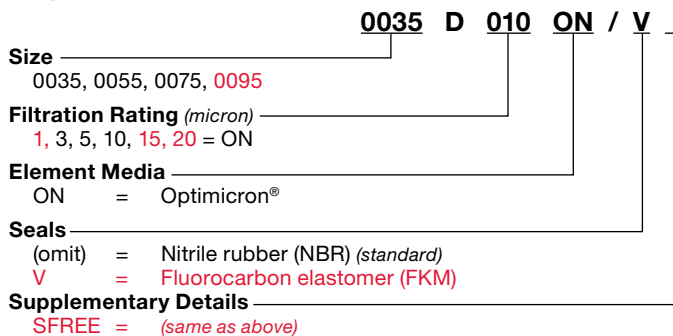 0035 D 010 ON / V _
Size
0035, 0055, 0075, 0095
Filtration Rating (micron)
1, 3, 5, 10, 15, 20 = ON
Element Media
ON = Optimicron®
Seals
(omit) = Nitrile rubber (NBR) (standard)
V = Fluorocarbon elastomer (FKM)
Supplementary Details
SFREE = (same as above)